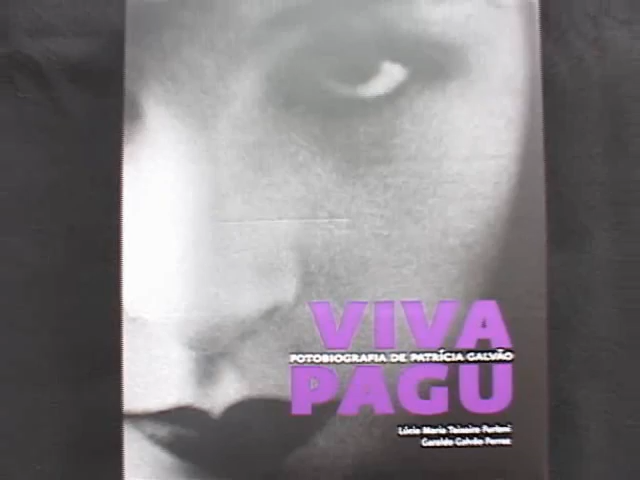 VIVA
FOTOBIOGRAFIA DE PATRÍCIA GALVÃO
PAGU
Lúcia Maria Teixeira Furlani
Geraldo Galvão Ferraz